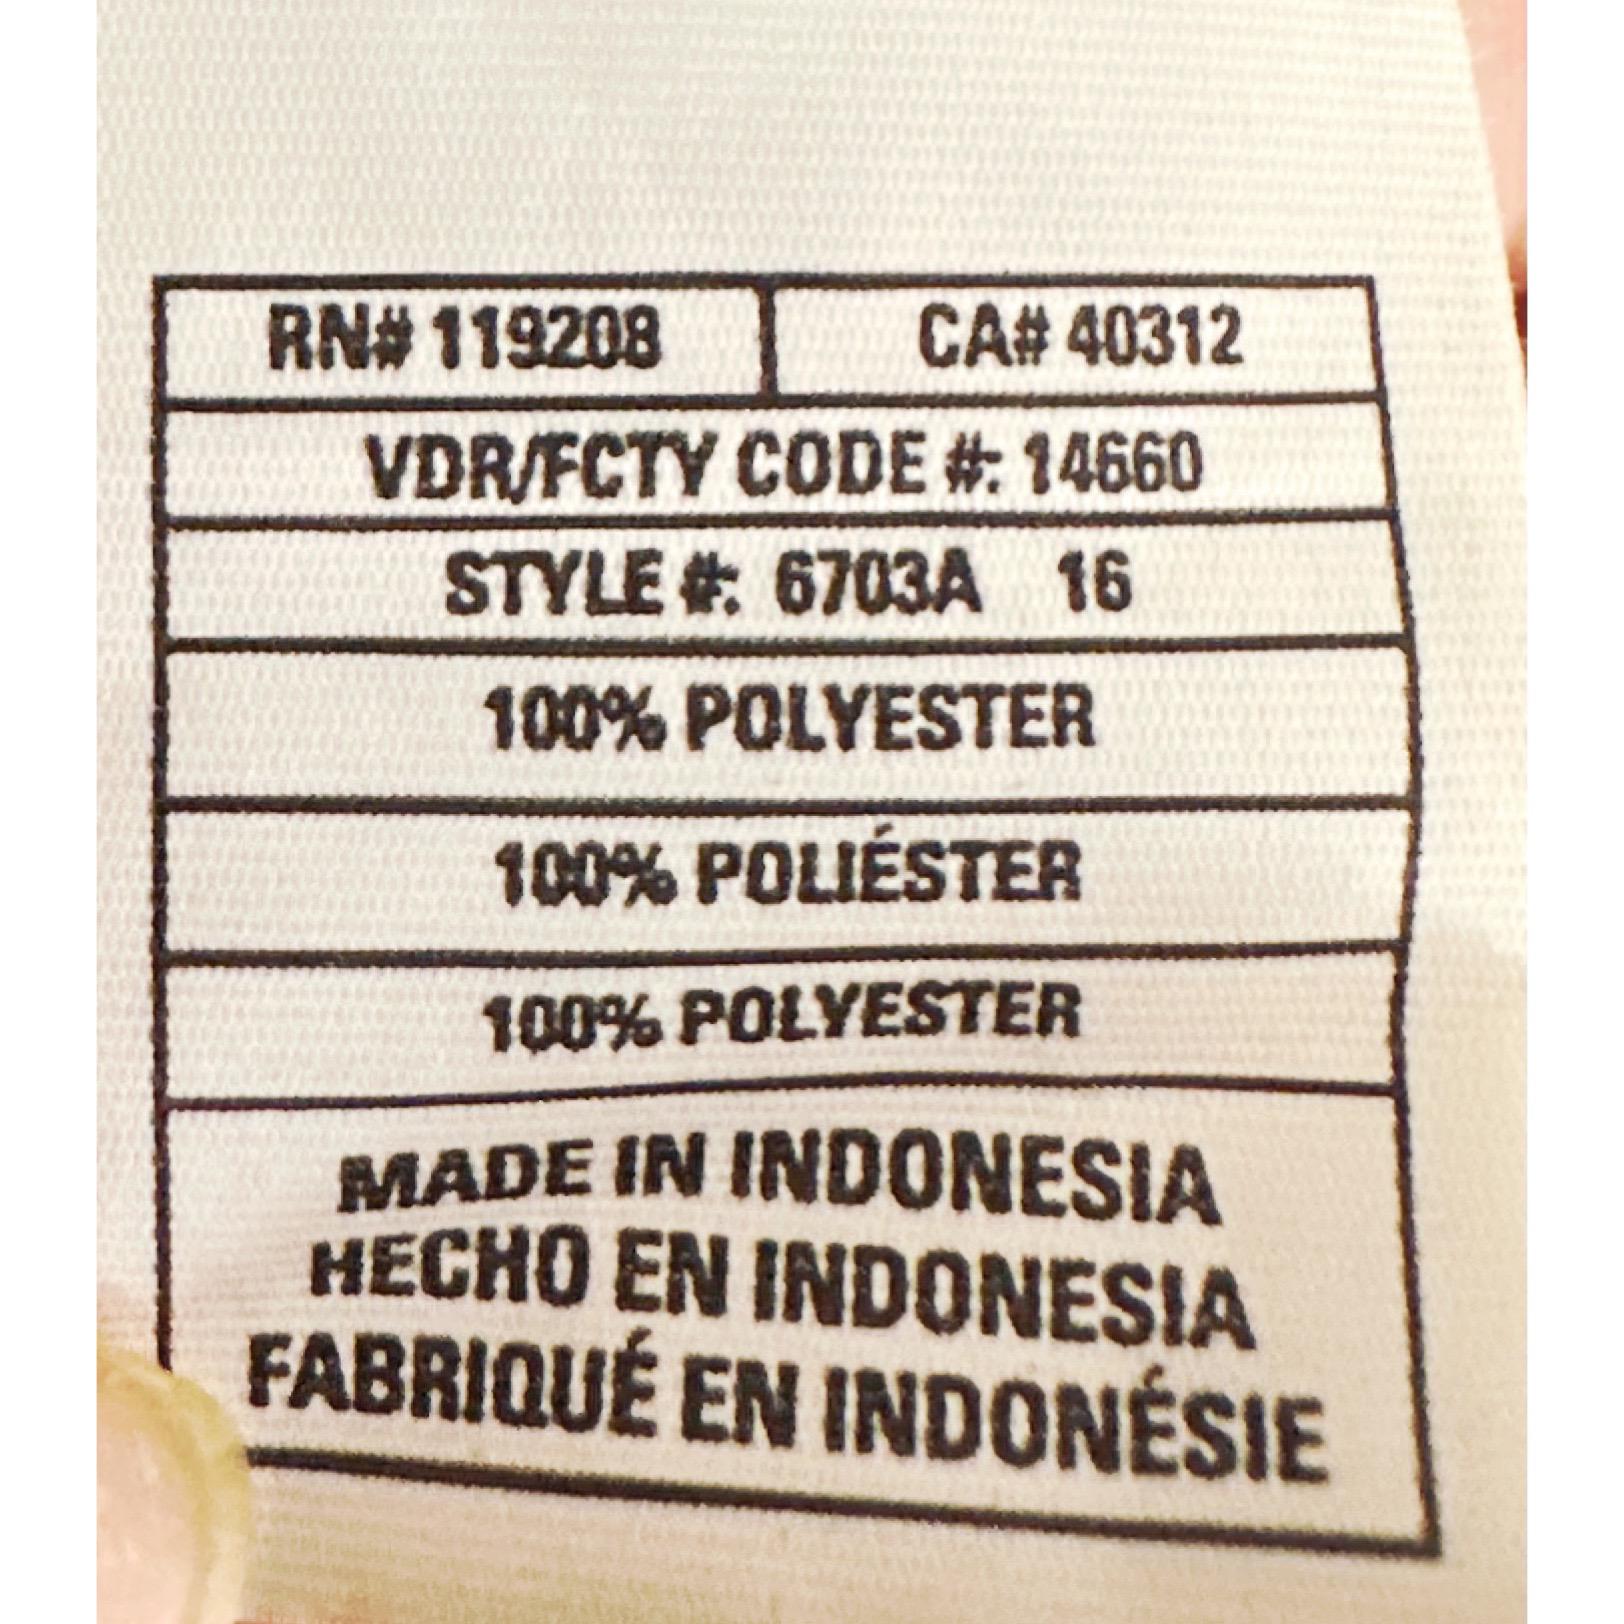 RN# 119208 CA# 40312
VDR/FCTY CODE #: 14660
STYLE #: 6703A 16
100% POLYESTER
100% POLIÉSTER
100% POLYESTER
MADE IN INDONESIA
HECHO EN INDONESIA
FABRIQUÉ EN INDONÉSIE